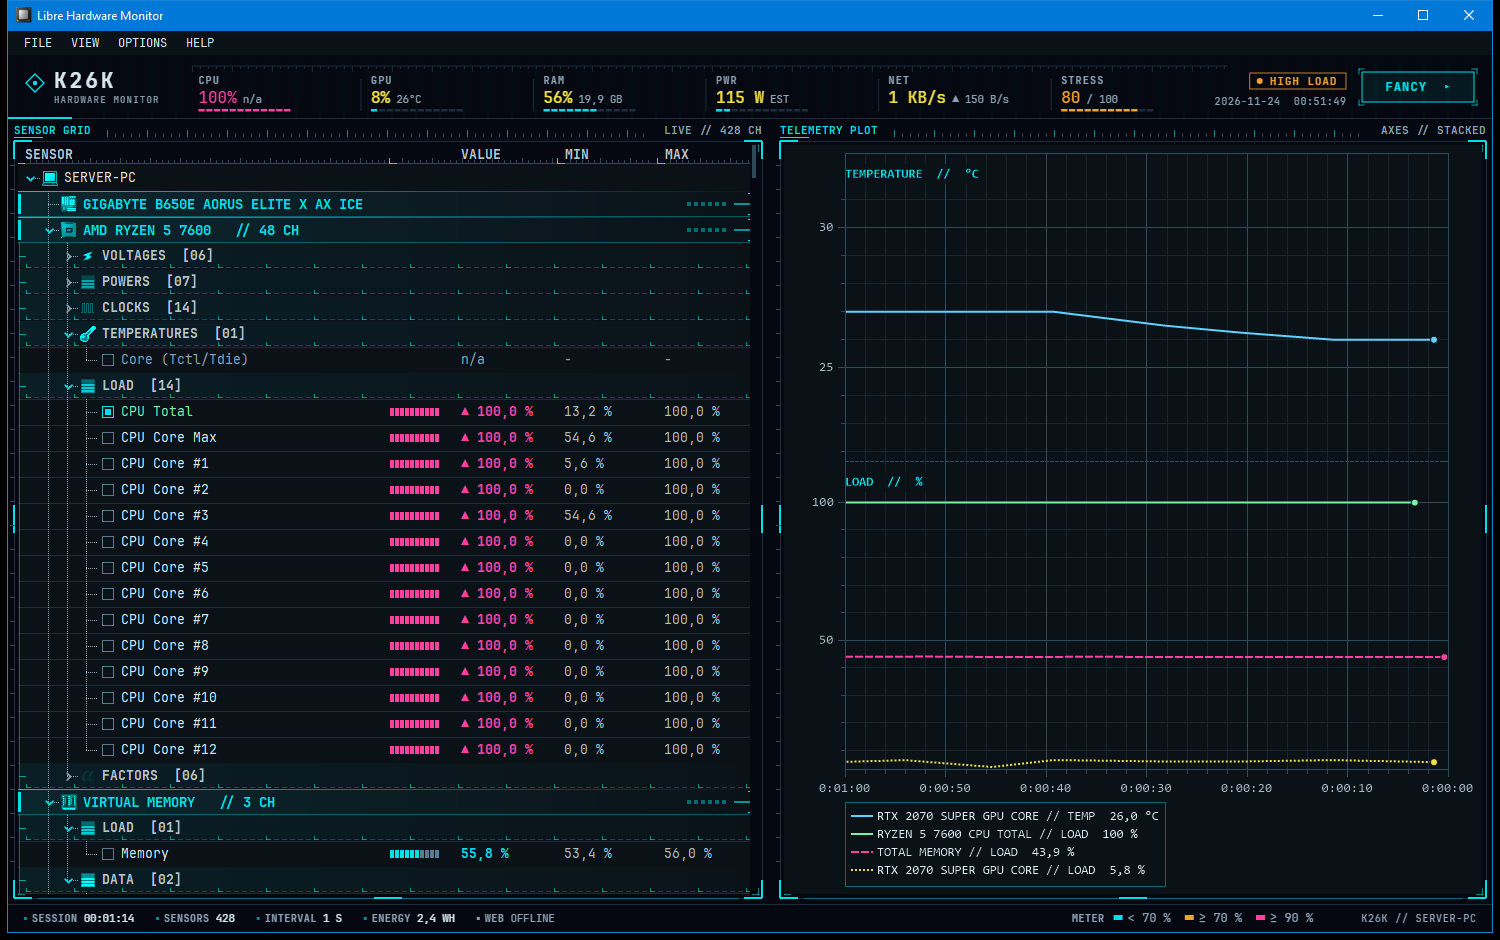 Libre Hardware Monitor
FILE VIEW OPTIONS HELP
K26K
HARDWARE MONITOR
CPU
100% n/a
GPU
8% 26°C
RAM
56% 19,9 GB
PWR
115 W EST
NET
1 KB/s ▲ 150 B/s
STRESS
80 / 100
HIGH LOAD
2026-11-24 00:51:49
FANCY
SENSOR GRID
LIVE // 428 CH
SENSOR VALUE MIN MAX
SERVER-PC
GIGABYTE B650E AORUS ELITE X AX ICE
AMD RYZEN 5 7600 // 48 CH
VOLTAGES [06]
POWERS [07]
CLOCKS [14]
TEMPERATURES [01]
Core (Tctl/Tdie) n/a - -
LOAD [14]
CPU Total ▲ 100,0 % 13,2 % 100,0 %
CPU Core Max ▲ 100,0 % 54,6 % 100,0 %
CPU Core #1 ▲ 100,0 % 5,6 % 100,0 %
CPU Core #2 ▲ 100,0 % 0,0 % 100,0 %
CPU Core #3 ▲ 100,0 % 54,6 % 100,0 %
CPU Core #4 ▲ 100,0 % 0,0 % 100,0 %
CPU Core #5 ▲ 100,0 % 0,0 % 100,0 %
CPU Core #6 ▲ 100,0 % 0,0 % 100,0 %
CPU Core #7 ▲ 100,0 % 0,0 % 100,0 %
CPU Core #8 ▲ 100,0 % 0,0 % 100,0 %
CPU Core #9 ▲ 100,0 % 0,0 % 100,0 %
CPU Core #10 ▲ 100,0 % 0,0 % 100,0 %
CPU Core #11 ▲ 100,0 % 0,0 % 100,0 %
CPU Core #12 ▲ 100,0 % 0,0 % 100,0 %
FACTORS [06]
VIRTUAL MEMORY // 3 CH
LOAD [01]
Memory 55,8 % 53,4 % 56,0 %
DATA [02]
TELEMETRY PLOT
AXES // STACKED
TEMPERATURE // °C
30
25
LOAD // %
100
50
0:01:00 0:00:50 0:00:40 0:00:30 0:00:20 0:00:10 0:00:00
RTX 2070 SUPER GPU CORE // TEMP 26,0 °C
RYZEN 5 7600 CPU TOTAL // LOAD 100 %
TOTAL MEMORY // LOAD 43,9 %
RTX 2070 SUPER GPU CORE // LOAD 5,8 %
SESSION 00:01:14 SENSORS 428 INTERVAL 1 S ENERGY 2,4 WH WEB OFFLINE
METER < 70 % ≥ 70 % ≥ 90 % K26K // SERVER-PC